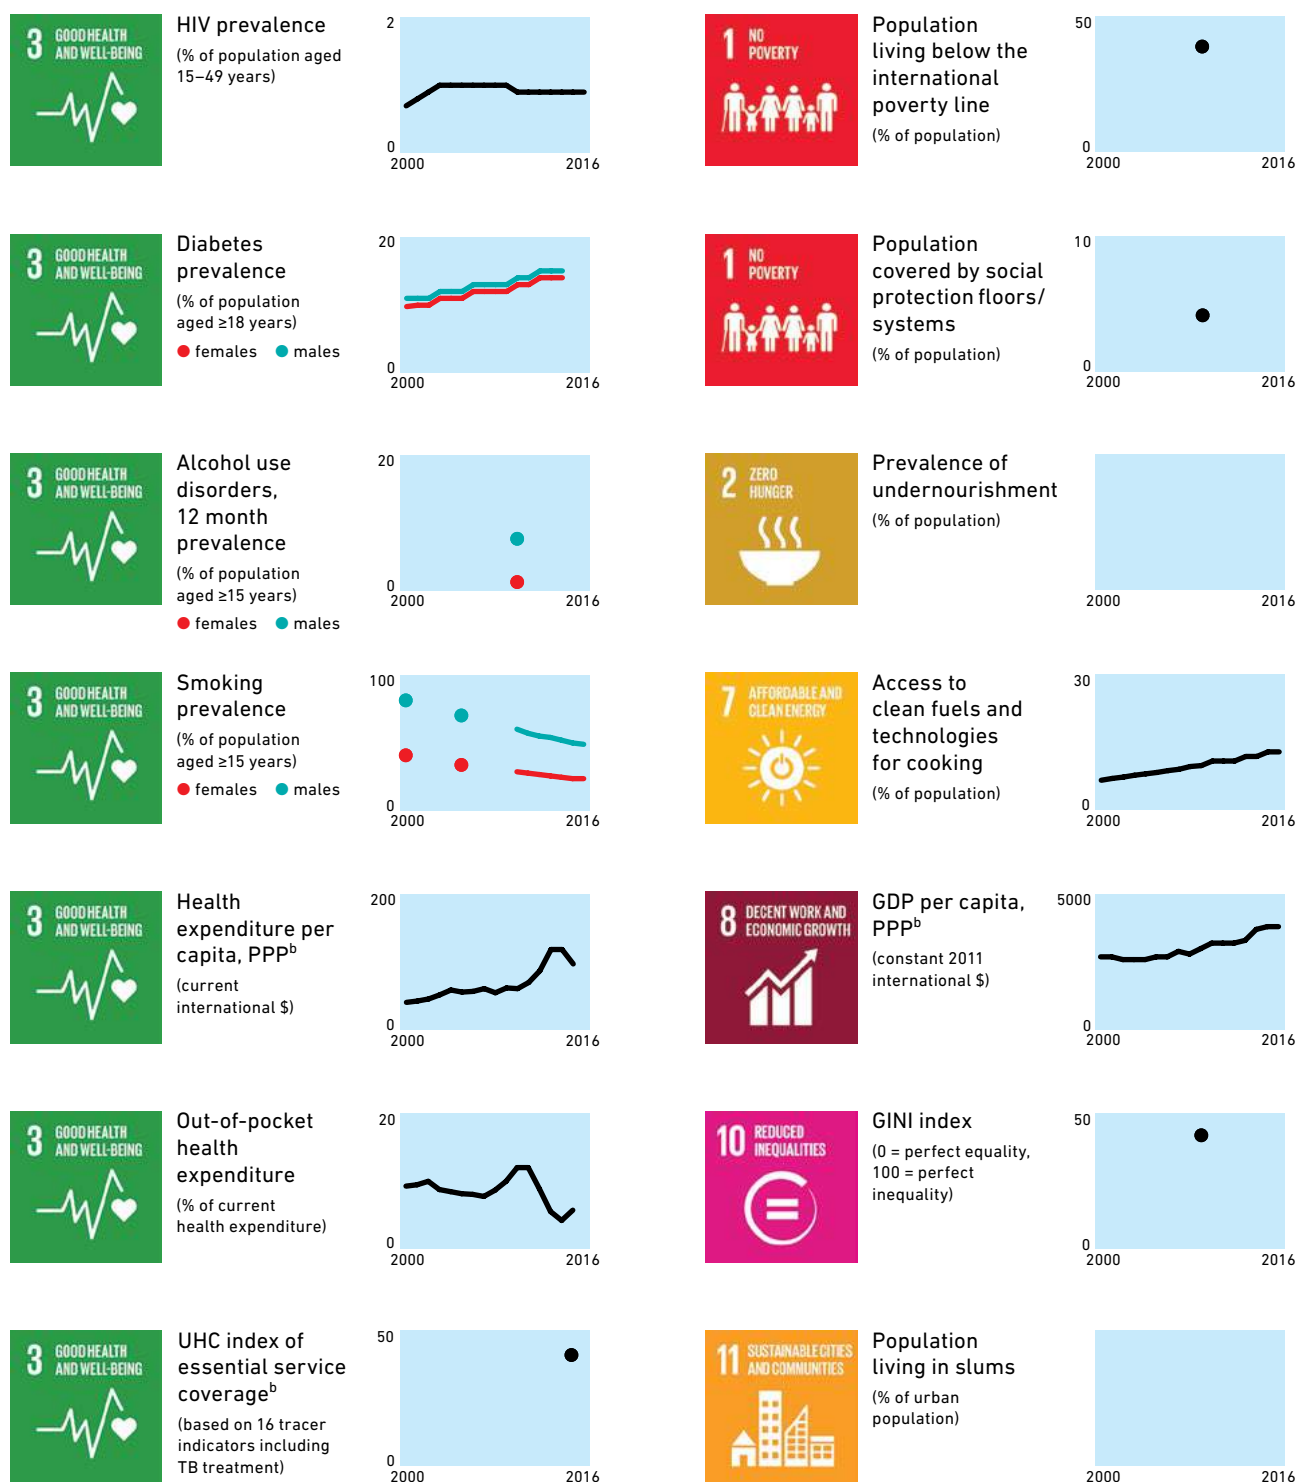 3 GOOD HEALTH
AND WELL-BEING
HIV prevalence
(% of population aged
15–49 years)
2
0
2000 2016
3 GOOD HEALTH
AND WELL-BEING
Diabetes
prevalence
(% of population
aged ≥18 years)
females males
20
0
2000 2016
3 GOOD HEALTH
AND WELL-BEING
Alcohol use
disorders,
12 month
prevalence
(% of population
aged ≥15 years)
females males
20
0
2000 2016
3 GOOD HEALTH
AND WELL-BEING
Smoking
prevalence
(% of population
aged ≥15 years)
females males
100
0
2000 2016
3 GOOD HEALTH
AND WELL-BEING
Health
expenditure per
capita, PPPb
(current
international $)
200
0
2000 2016
3 GOOD HEALTH
AND WELL-BEING
Out-of-pocket
health
expenditure
(% of current
health expenditure)
20
0
2000 2016
3 GOOD HEALTH
AND WELL-BEING
UHC index of
essential service
coverageb
(based on 16 tracer
indicators including
TB treatment)
50
0
2000 2016
1 NO
POVERTY
Population
living below the
international
poverty line
(% of population)
50
0
2000 2016
1 NO
POVERTY
Population
covered by social
protection floors/
systems
(% of population)
10
0
2000 2016
2 ZERO
HUNGER
Prevalence of
undernourishment
(% of population)
2000 2016
7 AFFORDABLE AND
CLEAN ENERGY
Access to
clean fuels and
technologies
for cooking
(% of population)
30
0
2000 2016
8 DECENT WORK AND
ECONOMIC GROWTH
GDP per capita,
PPPb
(constant 2011
international $)
5000
0
2000 2016
10 REDUCED
INEQUALITIES
GINI index
(0 = perfect equality,
100 = perfect
inequality)
50
0
2000 2016
11 SUSTAINABLE CITIES
AND COMMUNITIES
Population
living in slums
(% of urban
population)
2000 2016